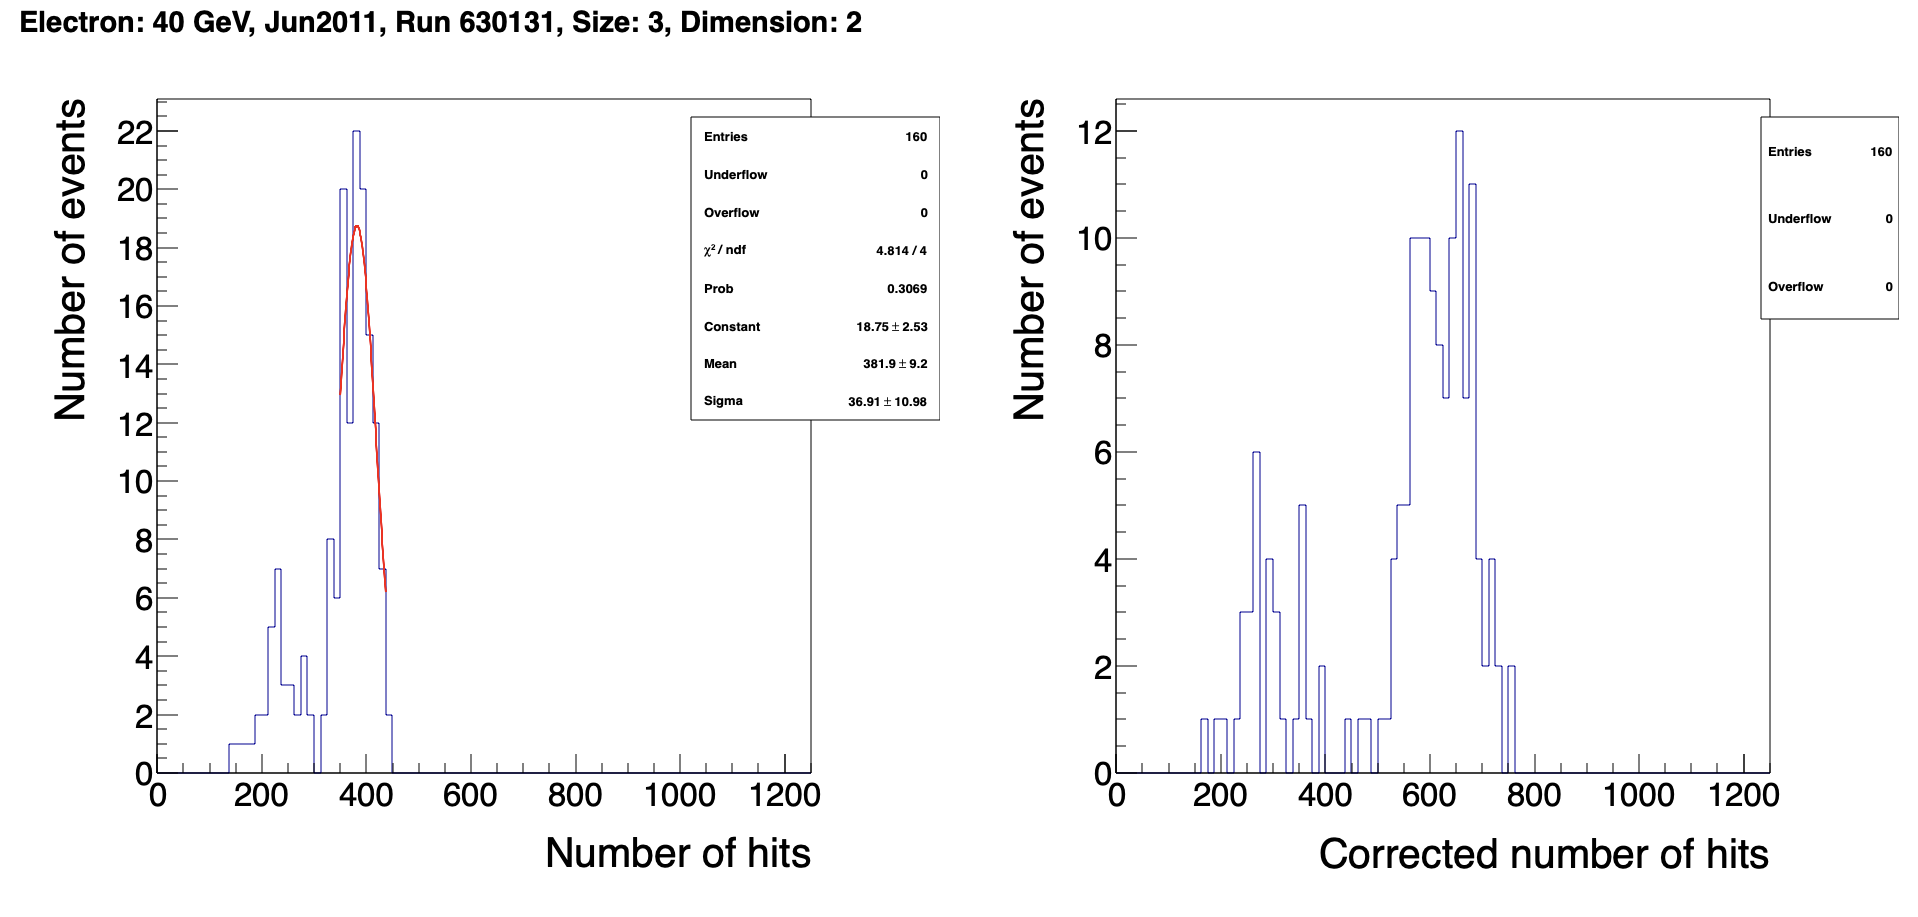 Electron: 40 GeV, Jun2011, Run 630131, Size: 3, Dimension: 2
Number of events
22
20
18
16
14
12
10
8
6
4
2
0
0 200 400 600 800 1000 1200
Number of hits
Entries 160
Underflow 0
Overflow 0
χ² / ndf 4.814 / 4
Prob 0.3069
Constant 18.75 ± 2.53
Mean 381.9 ± 9.2
Sigma 36.91 ± 10.98
Number of events
12
10
8
6
4
2
0
0 200 400 600 800 1000 1200
Corrected number of hits
Entries 160
Underflow 0
Overflow 0